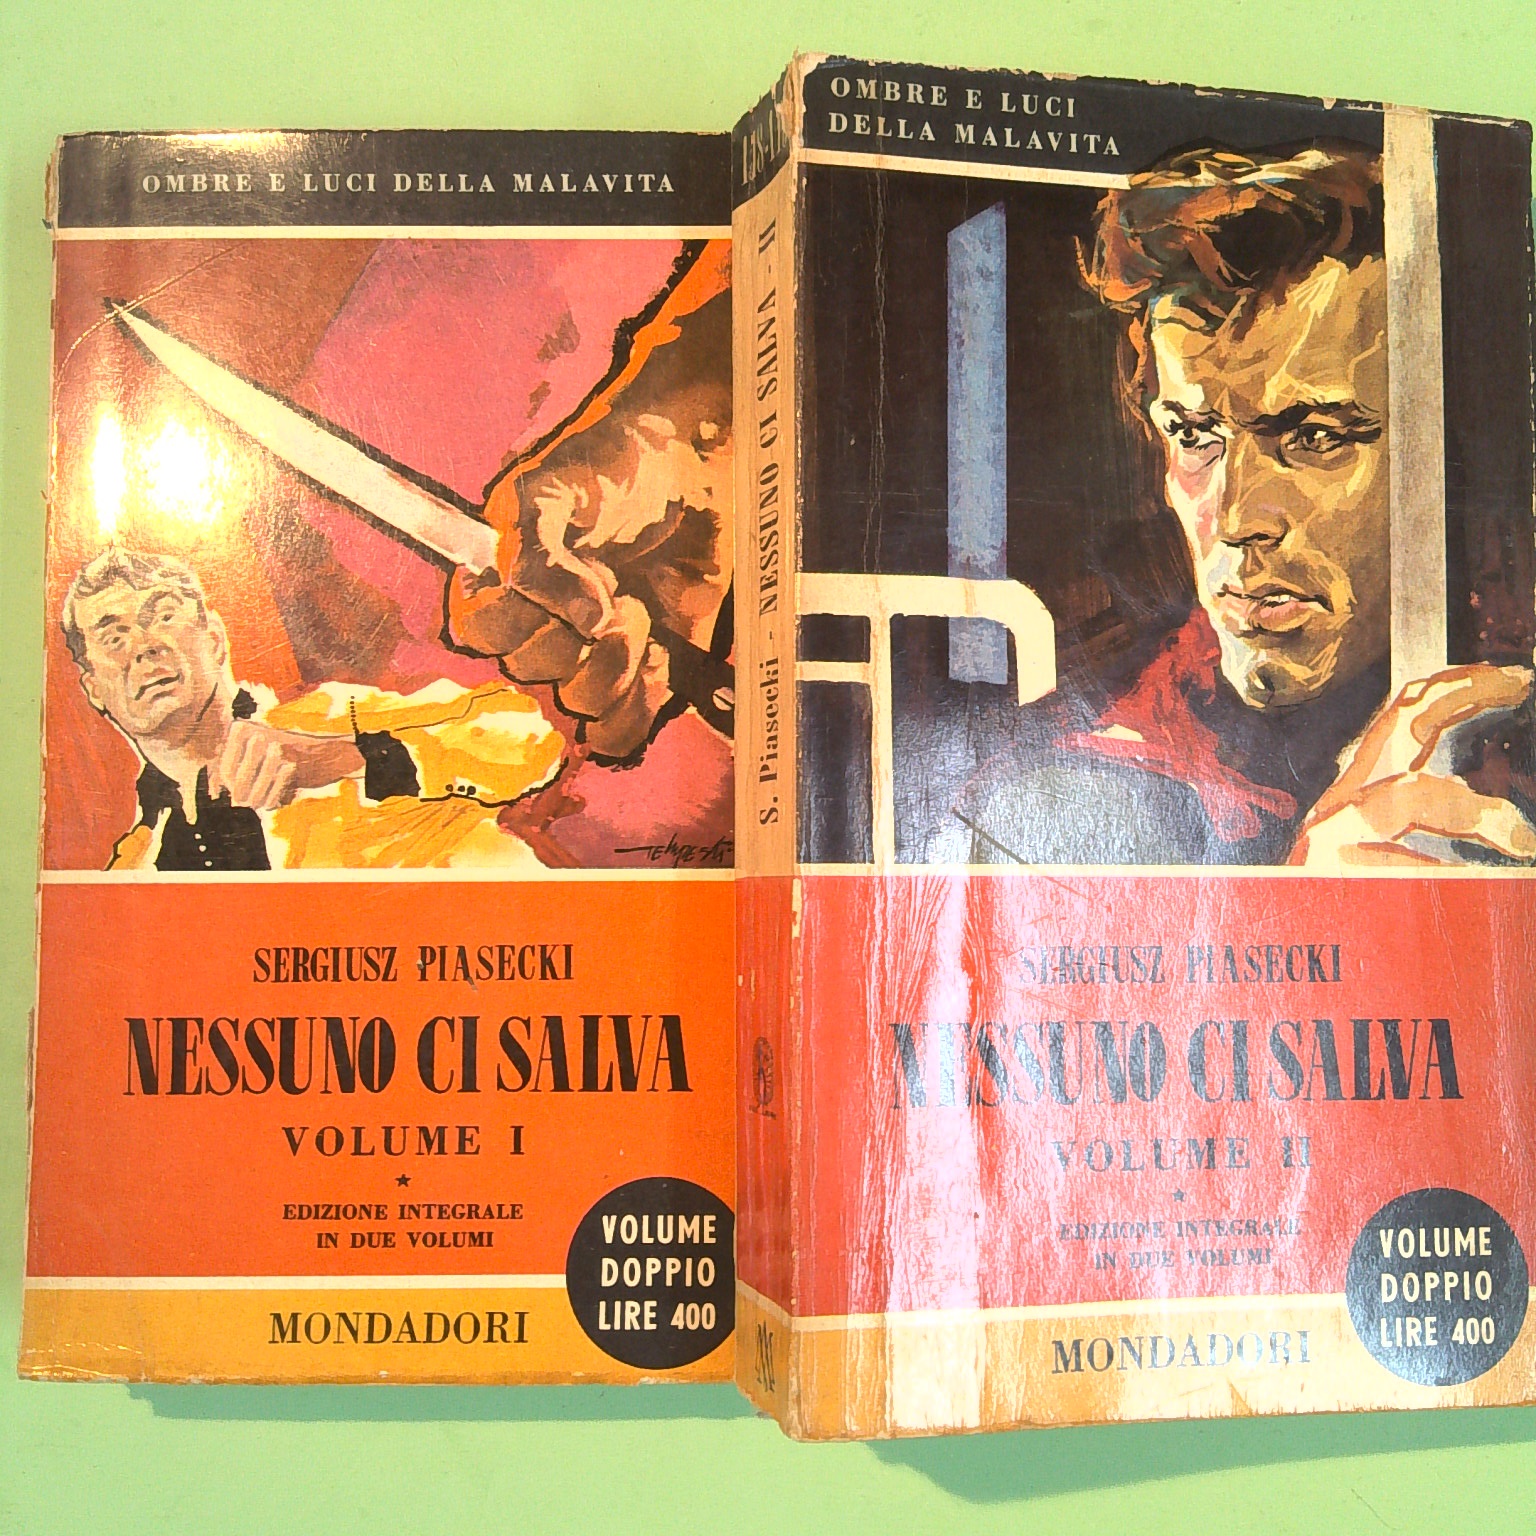 OMBRE E LUCI DELLA MALAVITA
Tempesti
SERGIUSZ PIASECKI
NESSUNO CI SALVA
VOLUME I
★
EDIZIONE INTEGRALE
IN DUE VOLUMI
VOLUME
DOPPIO
LIRE 400
MONDADORI
S. Piasecki - NESSUNO CI SALVA - II
OMBRE E LUCI
DELLA MALAVITA
SERGIUSZ PIASECKI
NESSUNO CI SALVA
VOLUME II
★
EDIZIONE INTEGRALE
IN DUE VOLUMI
VOLUME
DOPPIO
LIRE 400
MONDADORI